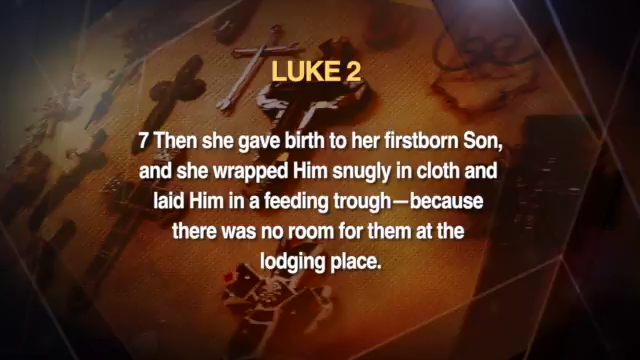 LUKE 2
7 Then she gave birth to her firstborn Son,
and she wrapped Him snugly in cloth and
laid Him in a feeding trough—because
there was no room for them at the
lodging place.